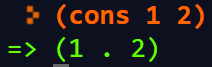 > (cons 1 2)
=> (1 . 2)